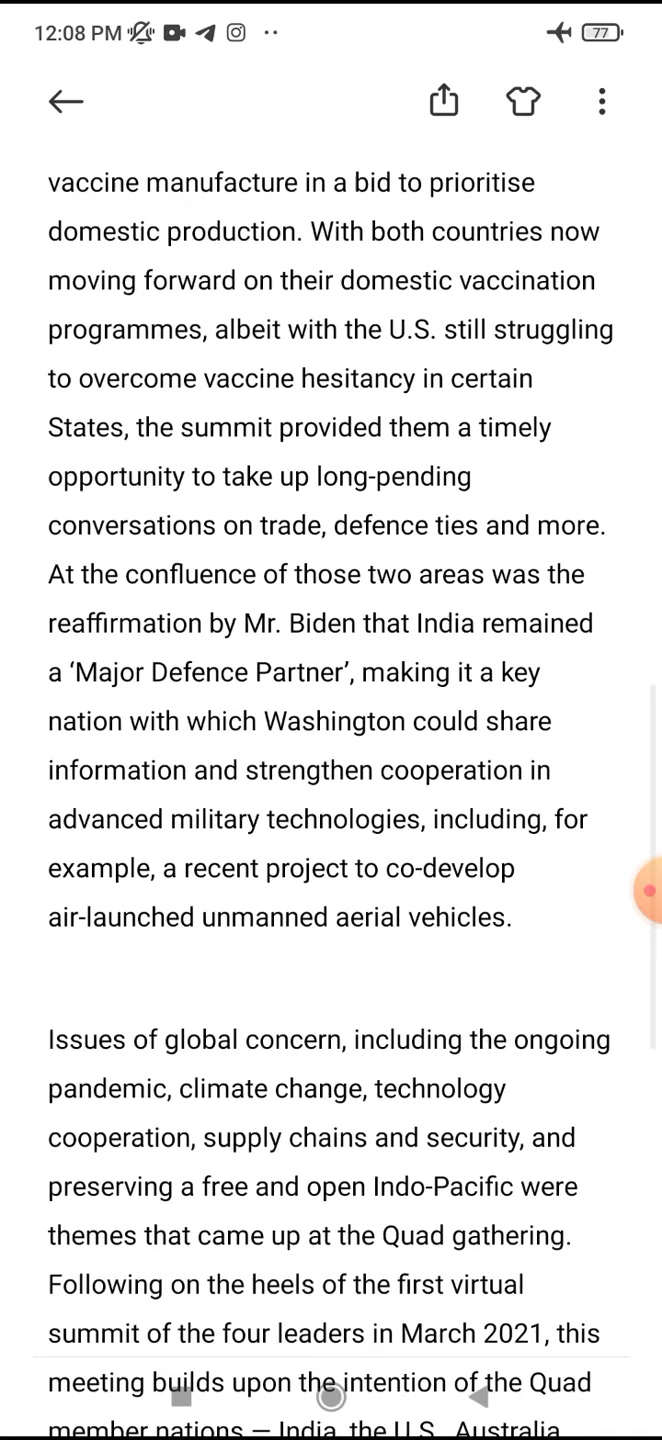 12:08 PM
77
vaccine manufacture in a bid to prioritise
domestic production. With both countries now
moving forward on their domestic vaccination
programmes, albeit with the U.S. still struggling
to overcome vaccine hesitancy in certain
States, the summit provided them a timely
opportunity to take up long-pending
conversations on trade, defence ties and more.
At the confluence of those two areas was the
reaffirmation by Mr. Biden that India remained
a ‘Major Defence Partner’, making it a key
nation with which Washington could share
information and strengthen cooperation in
advanced military technologies, including, for
example, a recent project to co-develop
air-launched unmanned aerial vehicles.
Issues of global concern, including the ongoing
pandemic, climate change, technology
cooperation, supply chains and security, and
preserving a free and open Indo-Pacific were
themes that came up at the Quad gathering.
Following on the heels of the first virtual
summit of the four leaders in March 2021, this
meeting builds upon the intention of the Quad
member nations — India, the U.S., Australia